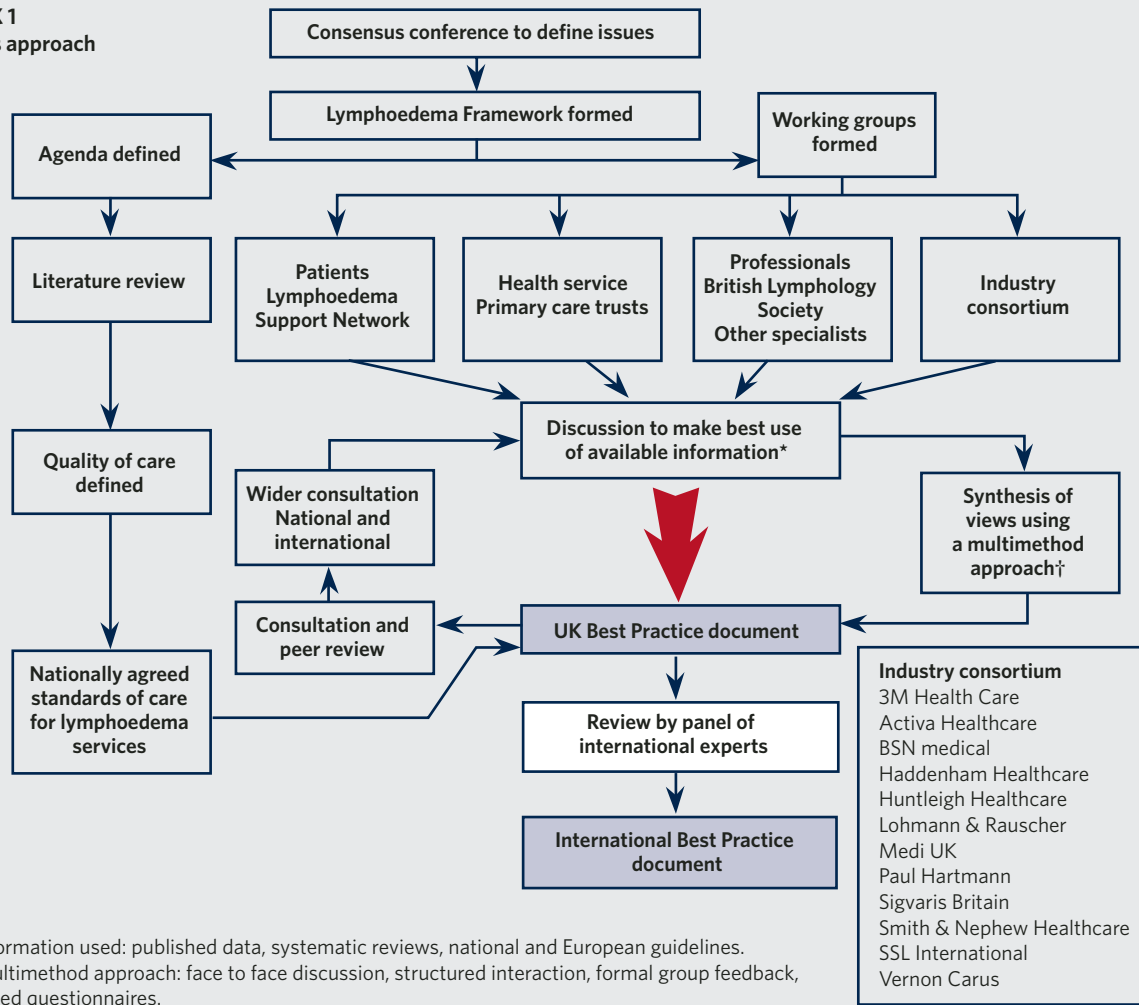 1
approach
Consensus conference to define issues
Lymphoedema Framework formed
Agenda defined
Working groups
formed
Literature review
Patients
Lymphoedema
Support Network
Health service
Primary care trusts
Professionals
British Lymphology
Society
Other specialists
Industry
consortium
Discussion to make best use
of available information*
Quality of care
defined
Wider consultation
National and
international
Synthesis of
views using
a multimethod
approach†
Consultation and
peer review
UK Best Practice document
Nationally agreed
standards of care
for lymphoedema
services
Review by panel of
international experts
International Best Practice
document
Industry consortium
3M Health Care
Activa Healthcare
BSN medical
Haddenham Healthcare
Huntleigh Healthcare
Lohmann & Rauscher
Medi UK
Paul Hartmann
Sigvaris Britain
Smith & Nephew Healthcare
SSL International
Vernon Carus
used: published data, systematic reviews, national and European guidelines.
approach: face to face discussion, structured interaction, formal group feedback,
questionnaires.